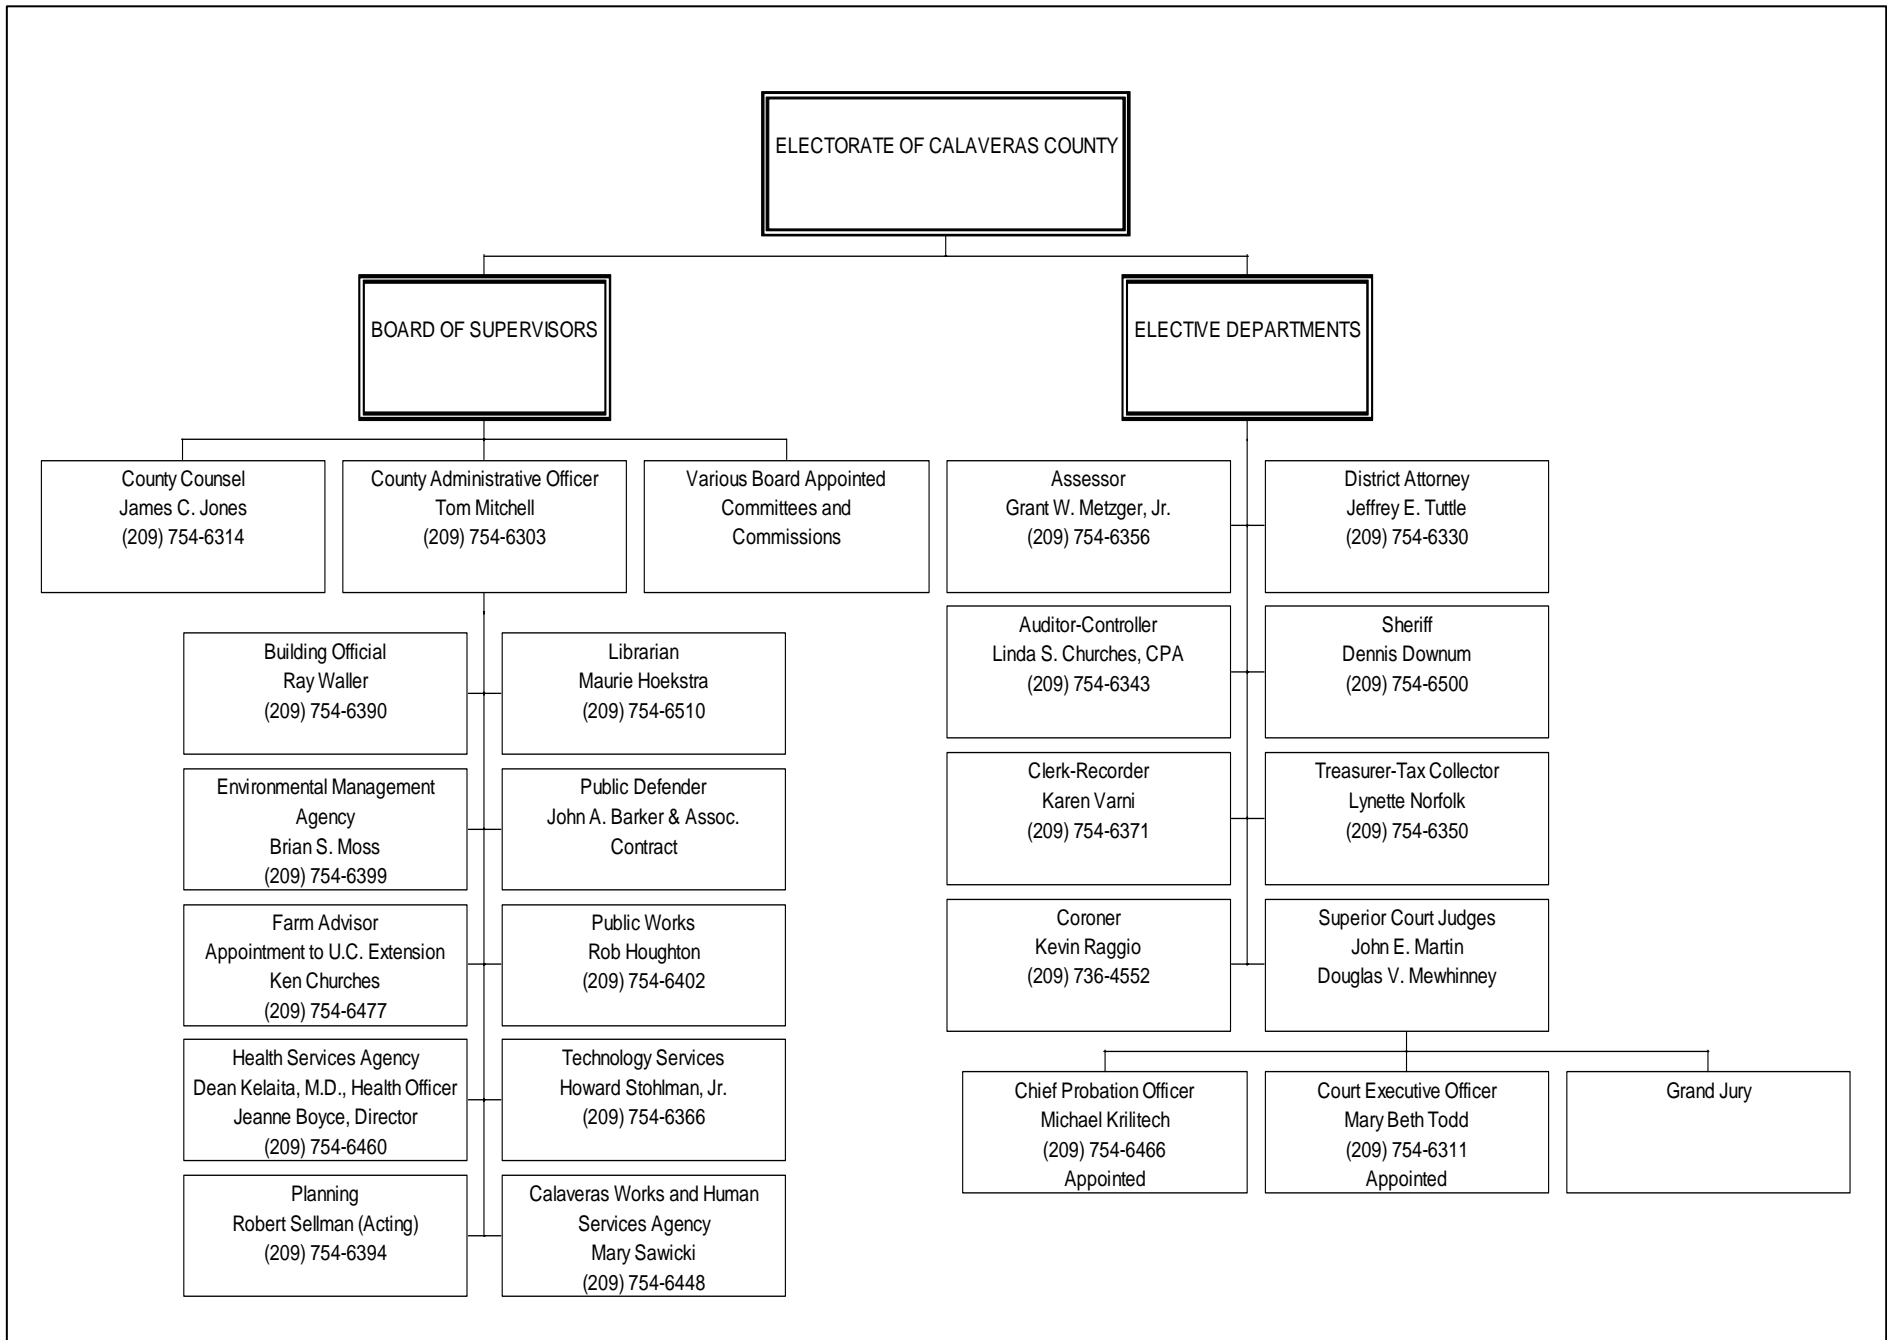 ELECTORATE OF CALAVERAS COUNTY
BOARD OF SUPERVISORS
ELECTIVE DEPARTMENTS
County Counsel
James C. Jones
(209) 754-6314
County Administrative Officer
Tom Mitchell
(209) 754-6303
Various Board Appointed
Committees and
Commissions
Building Official
Ray Waller
(209) 754-6390
Librarian
Maurie Hoekstra
(209) 754-6510
Environmental Management
Agency
Brian S. Moss
(209) 754-6399
Public Defender
John A. Barker & Assoc.
Contract
Farm Advisor
Appointment to U.C. Extension
Ken Churches
(209) 754-6477
Public Works
Rob Houghton
(209) 754-6402
Health Services Agency
Dean Kelaita, M.D., Health Officer
Jeanne Boyce, Director
(209) 754-6460
Technology Services
Howard Stohlman, Jr.
(209) 754-6366
Planning
Robert Sellman (Acting)
(209) 754-6394
Calaveras Works and Human
Services Agency
Mary Sawicki
(209) 754-6448
Assessor
Grant W. Metzger, Jr.
(209) 754-6356
District Attorney
Jeffrey E. Tuttle
(209) 754-6330
Auditor-Controller
Linda S. Churches, CPA
(209) 754-6343
Sheriff
Dennis Downum
(209) 754-6500
Clerk-Recorder
Karen Varni
(209) 754-6371
Treasurer-Tax Collector
Lynette Norfolk
(209) 754-6350
Coroner
Kevin Raggio
(209) 736-4552
Superior Court Judges
John E. Martin
Douglas V. Mewhinney
Chief Probation Officer
Michael Krilitech
(209) 754-6466
Appointed
Court Executive Officer
Mary Beth Todd
(209) 754-6311
Appointed
Grand Jury